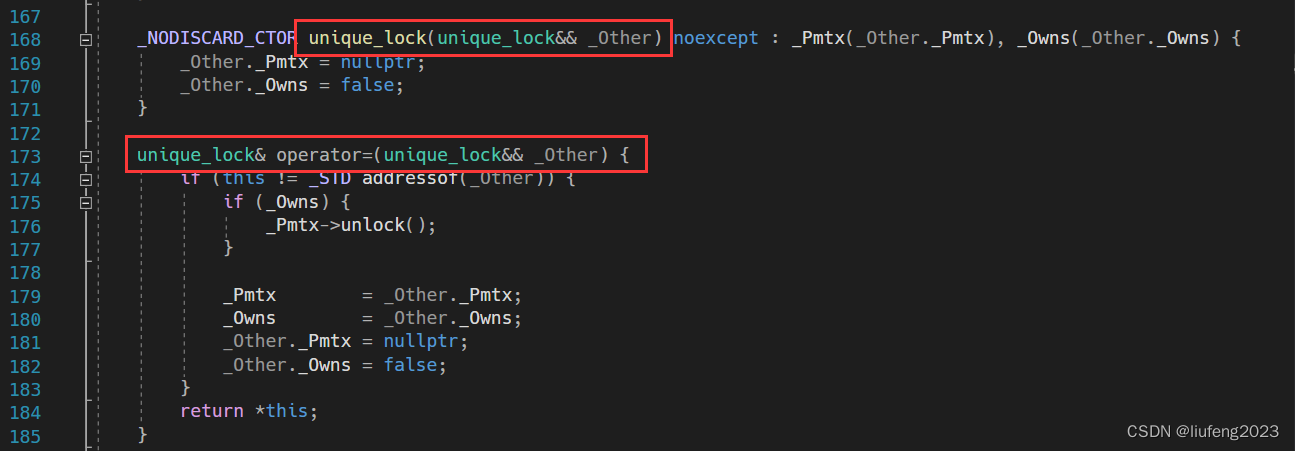 167
168 _NODISCARD_CTOR unique_lock(unique_lock&& _Other) noexcept : _Pmtx(_Other._Pmtx), _Owns(_Other._Owns) {
169 _Other._Pmtx = nullptr;
170 _Other._Owns = false;
171 }
172
173 unique_lock& operator=(unique_lock&& _Other) {
174 if (this != _STD addressof(_Other)) {
175 if (_Owns) {
176 _Pmtx->unlock();
177 }
178
179 _Pmtx = _Other._Pmtx;
180 _Owns = _Other._Owns;
181 _Other._Pmtx = nullptr;
182 _Other._Owns = false;
183 }
184 return *this;
185 }
CSDN @liufeng2023